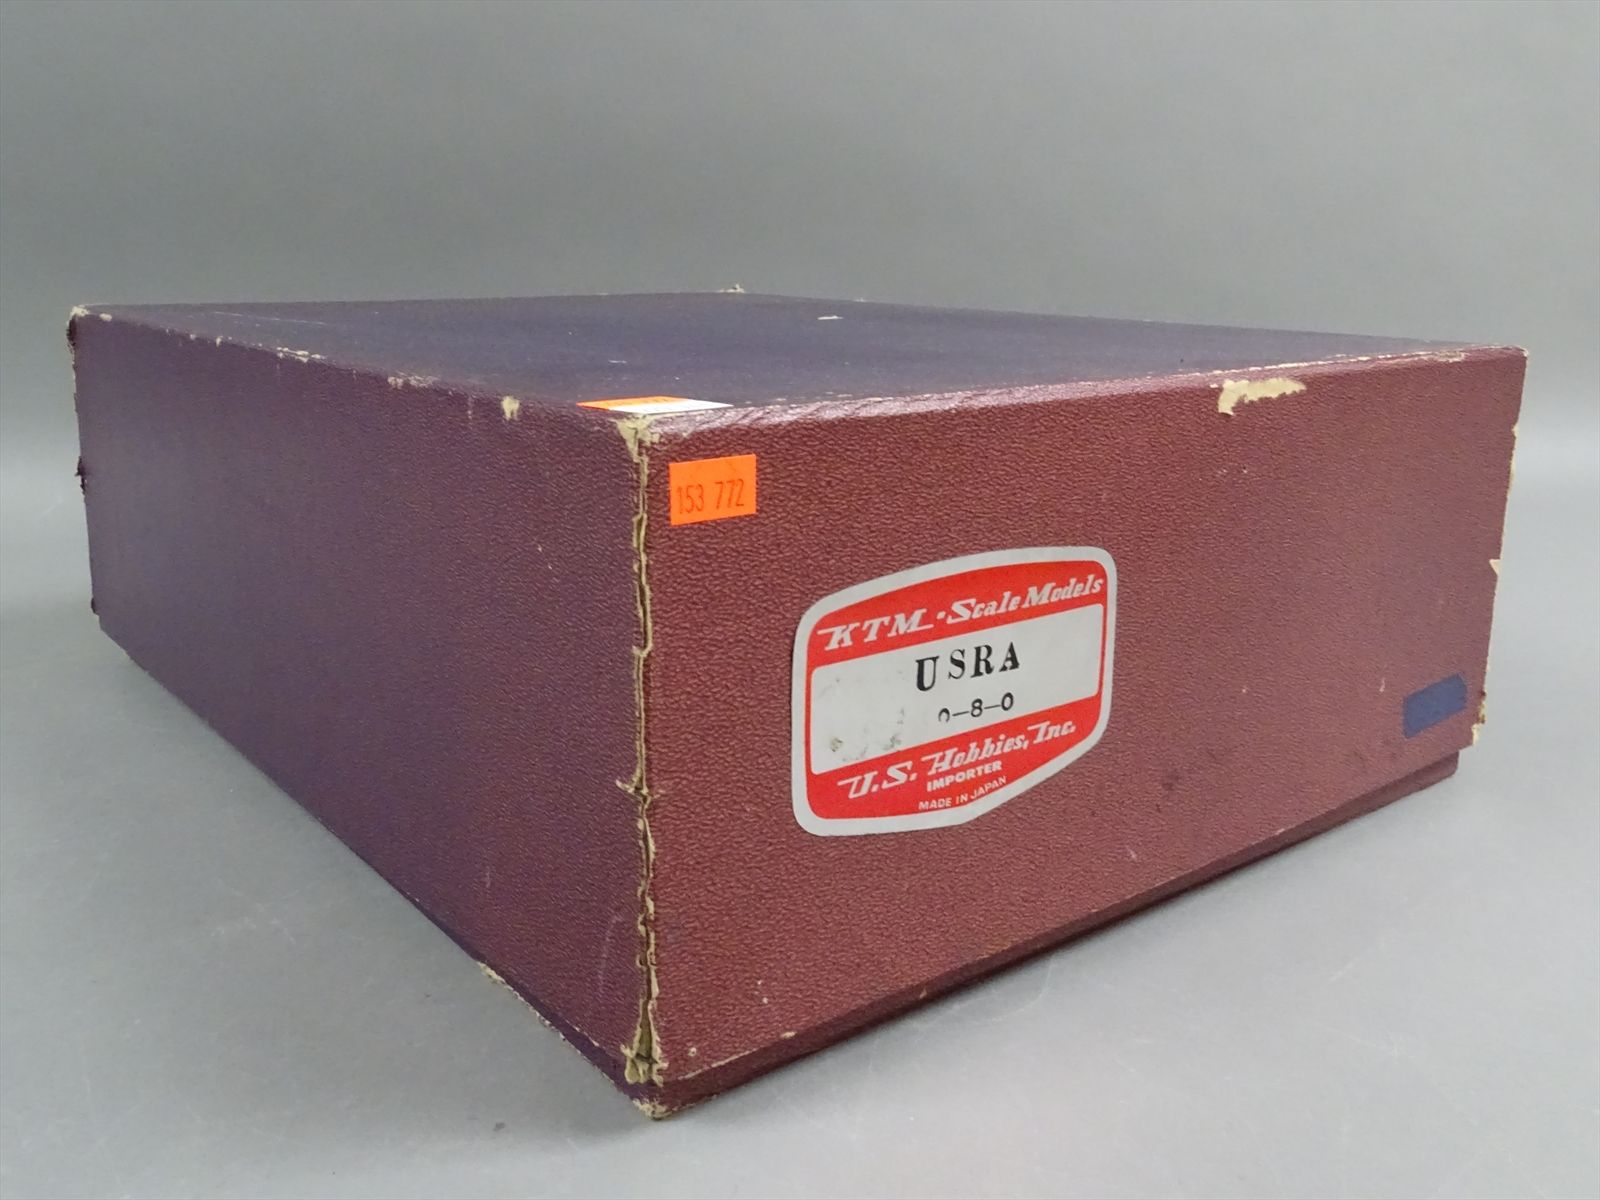 153 772
KTM-Scale Models
USRA
0-8-0
U.S. Hobbies, Inc.
IMPORTER
MADE IN JAPAN